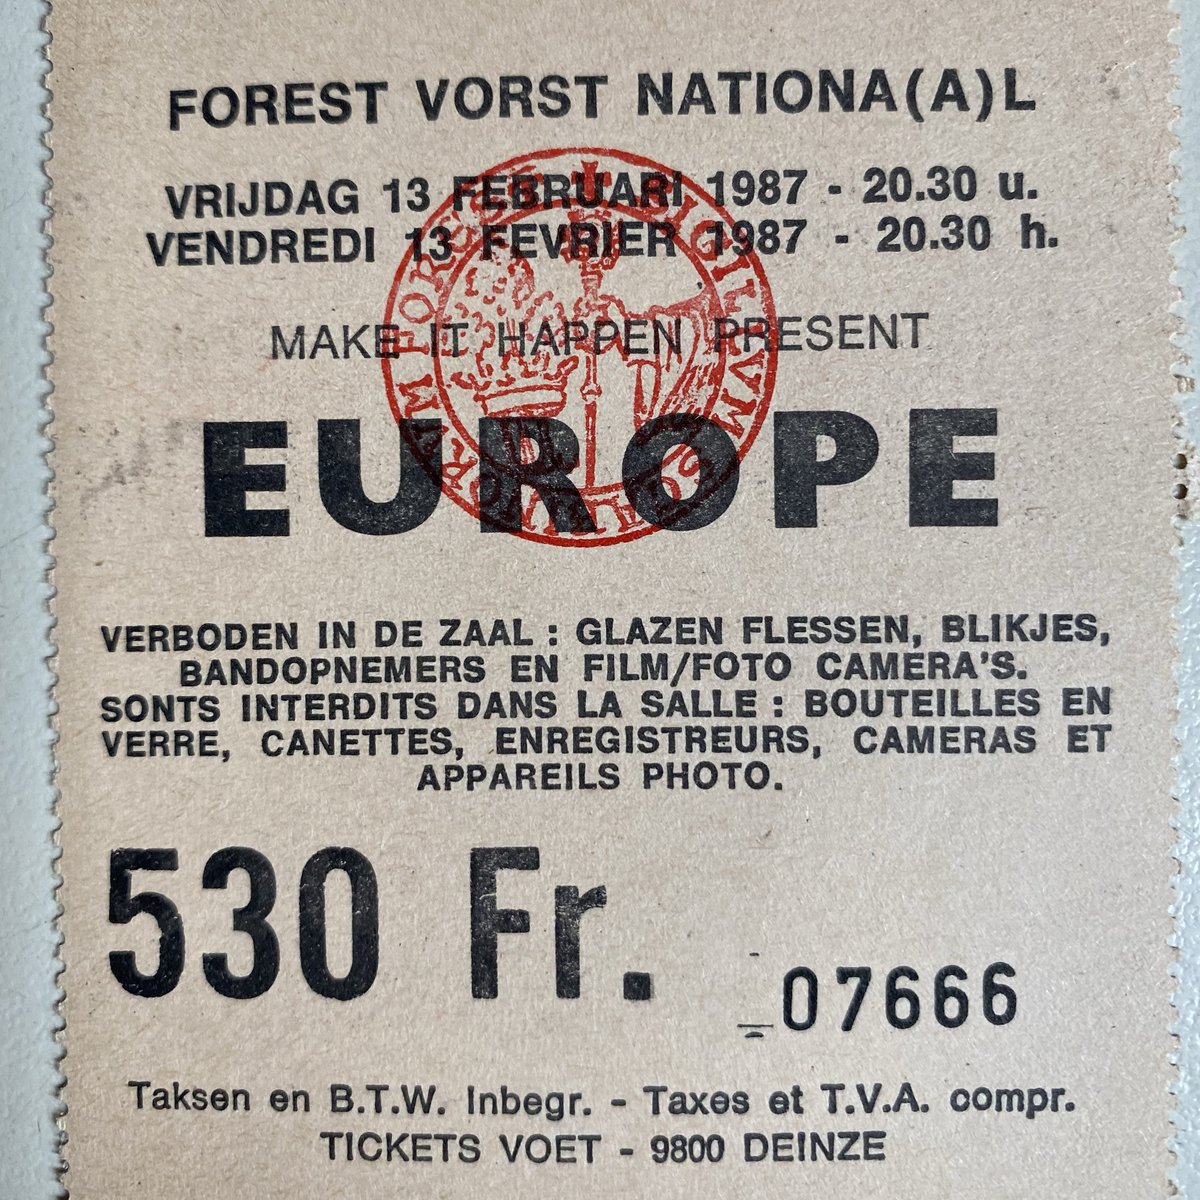 FOREST VORST NATIONA(A)L
VRIJDAG 13 FEBRUARI 1987 - 20.30 u.
VENDREDI 13 FEVRIER 1987 - 20.30 h.
MAKE IT HAPPEN PRESENT
EUROPE
VERBODEN IN DE ZAAL : GLAZEN FLESSEN, BLIKJES,
BANDOPNEMERS EN FILM/FOTO CAMERA'S.
SONTS INTERDITS DANS LA SALLE : BOUTEILLES EN
VERRE, CANETTES, ENREGISTREURS, CAMERAS ET
APPAREILS PHOTO.
530 Fr.
07666
Taksen en B.T.W. Inbegr. - Taxes et T.V.A. compr.
TICKETS VOET - 9800 DEINZE
SIGILLVM